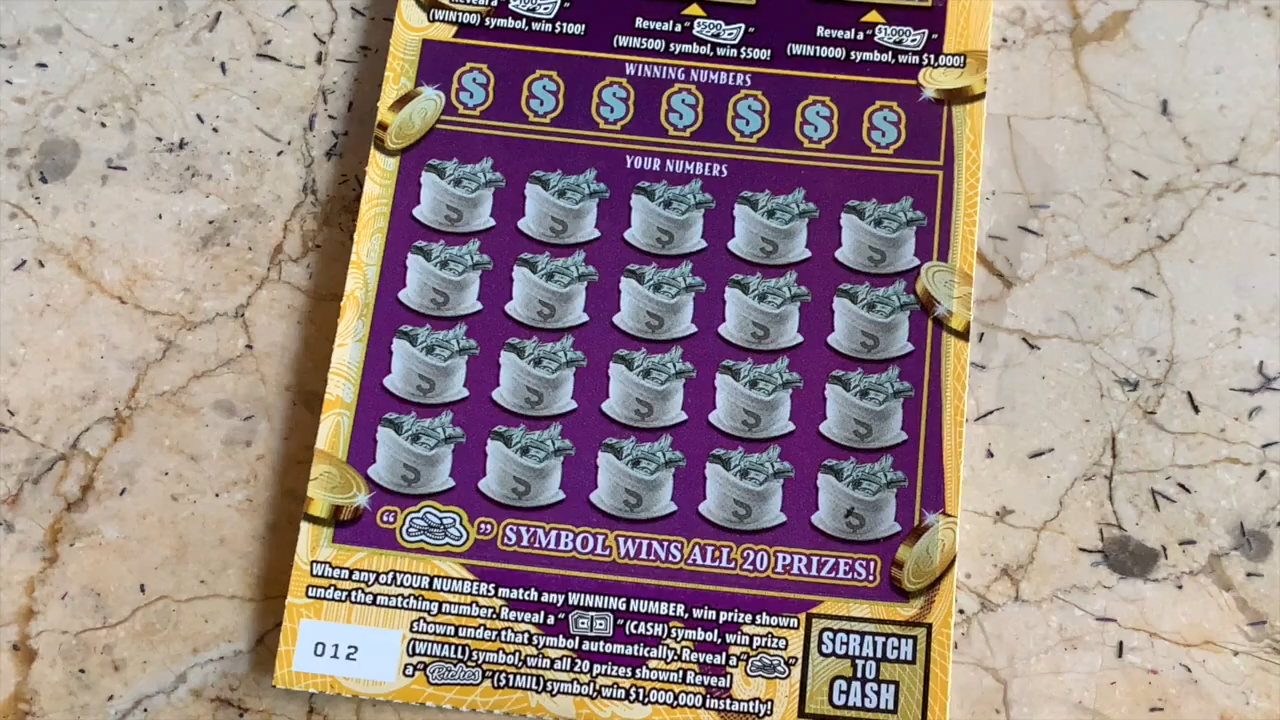 Reveal a " $100 "
(WIN100) symbol, win $100!
Reveal a " $500 "
(WIN500) symbol, win $500!
Reveal a " $1,000 "
(WIN1000) symbol, win $1,000!
WINNING NUMBERS
$ $ $ $ $ $ $
YOUR NUMBERS
" " SYMBOL WINS ALL 20 PRIZES!
When any of YOUR NUMBERS match any WINNING NUMBER, win prize shown
under the matching number. Reveal a " " (CASH) symbol, win prize
shown under that symbol automatically. Reveal a " "
(WINALL) symbol, win all 20 prizes shown! Reveal
a " Riches " ($1MIL) symbol, win $1,000,000 instantly!
012
SCRATCH
TO
CASH